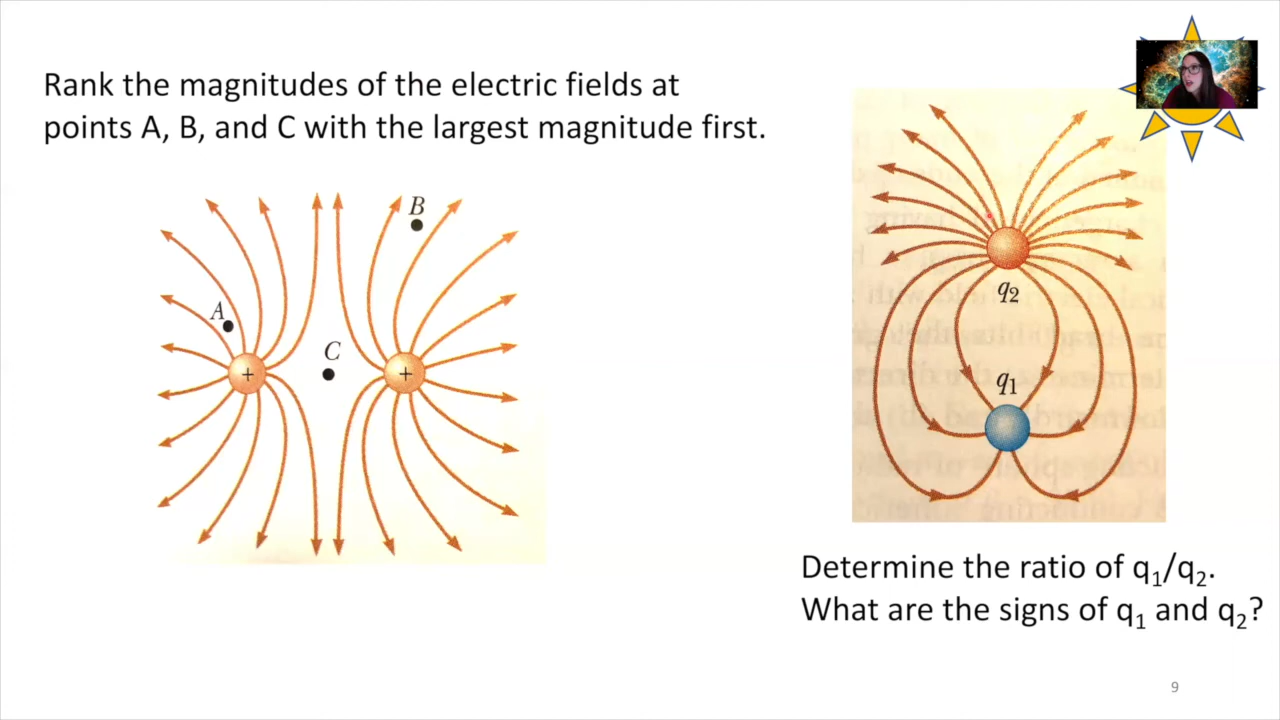 Rank the magnitudes of the electric fields at
points A, B, and C with the largest magnitude first.
B
A
C
+
+
q2
q1
Determine the ratio of q₁/q₂.
What are the signs of q₁ and q₂?
9